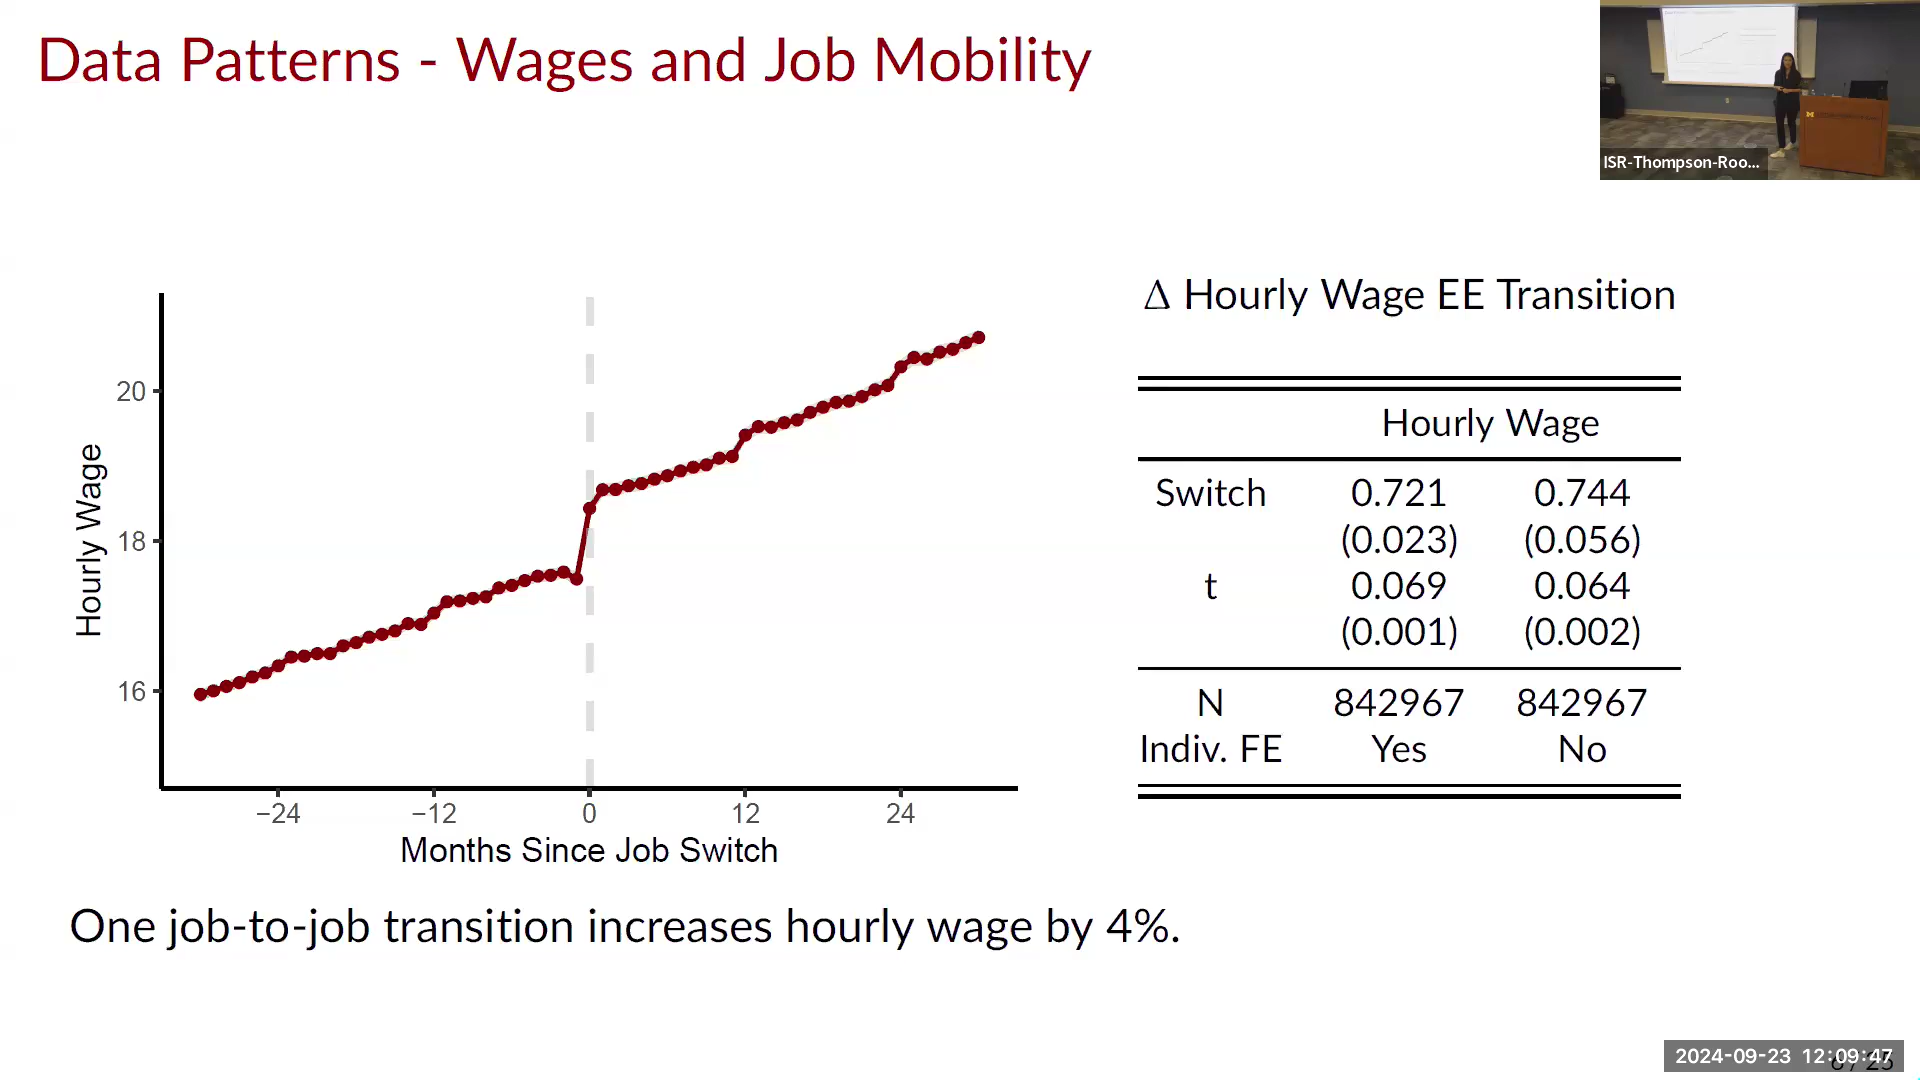 Data Patterns - Wages and Job Mobility
ISR-Thompson-Roo...
Hourly Wage
20
18
16
−24 −12 0 12 24
Months Since Job Switch
Δ Hourly Wage EE Transition
Hourly Wage
Switch 0.721 0.744
(0.023) (0.056)
t 0.069 0.064
(0.001) (0.002)
N 842967 842967
Indiv. FE Yes No
One job-to-job transition increases hourly wage by 4%.
2024-09-23 12:09:47